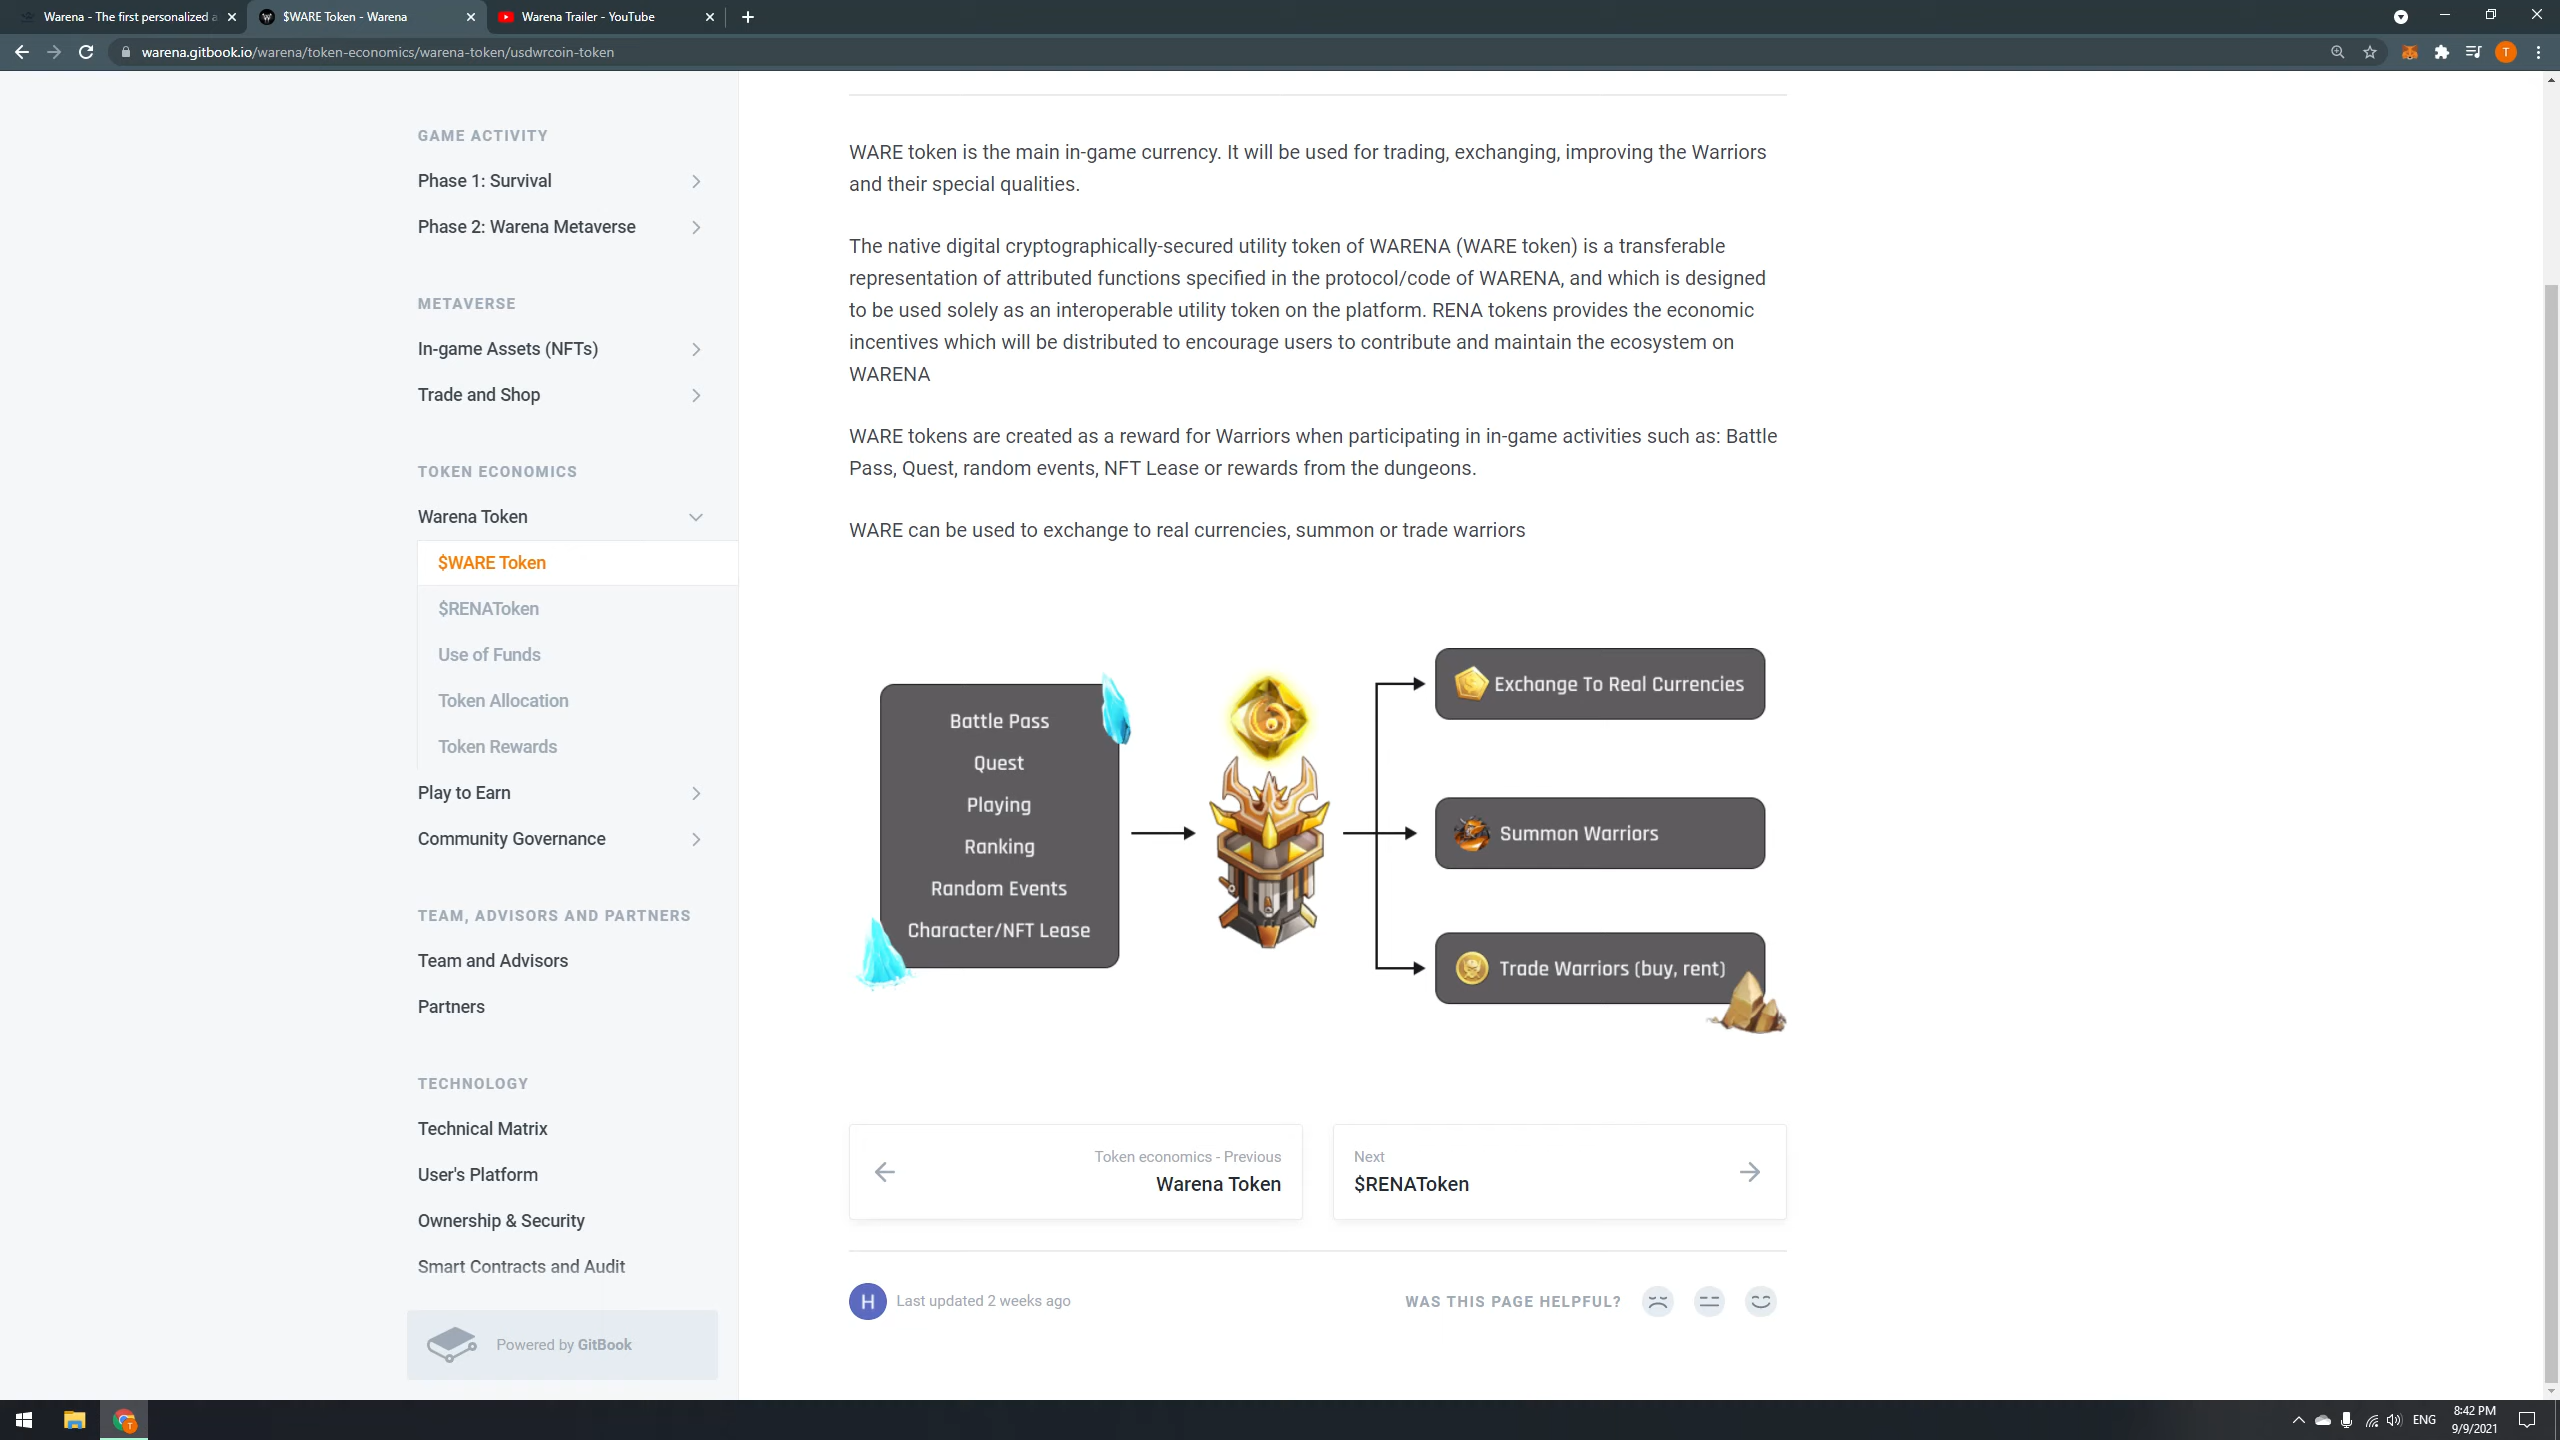 Warena - The first personalized a
$WARE Token - Warena
Warena Trailer - YouTube
warena.gitbook.io/warena/token-economics/warena-token/usdwrcoin-token
T
GAME ACTIVITY
Phase 1: Survival
Phase 2: Warena Metaverse
METAVERSE
In-game Assets (NFTs)
Trade and Shop
TOKEN ECONOMICS
Warena Token
$WARE Token
$RENAToken
Use of Funds
Token Allocation
Token Rewards
Play to Earn
Community Governance
TEAM, ADVISORS AND PARTNERS
Team and Advisors
Partners
TECHNOLOGY
Technical Matrix
User's Platform
Ownership & Security
Smart Contracts and Audit
Powered by GitBook
WARE token is the main in-game currency. It will be used for trading, exchanging, improving the Warriors
and their special qualities.
The native digital cryptographically-secured utility token of WARENA (WARE token) is a transferable
representation of attributed functions specified in the protocol/code of WARENA, and which is designed
to be used solely as an interoperable utility token on the platform. RENA tokens provides the economic
incentives which will be distributed to encourage users to contribute and maintain the ecosystem on
WARENA
WARE tokens are created as a reward for Warriors when participating in in-game activities such as: Battle
Pass, Quest, random events, NFT Lease or rewards from the dungeons.
WARE can be used to exchange to real currencies, summon or trade warriors
Battle Pass
Quest
Playing
Ranking
Random Events
Character/NFT Lease
Exchange To Real Currencies
Summon Warriors
Trade Warriors (buy, rent)
Token economics - Previous
Warena Token
Next
$RENAToken
H
Last updated 2 weeks ago
WAS THIS PAGE HELPFUL?
ENG
8:42 PM
9/9/2021